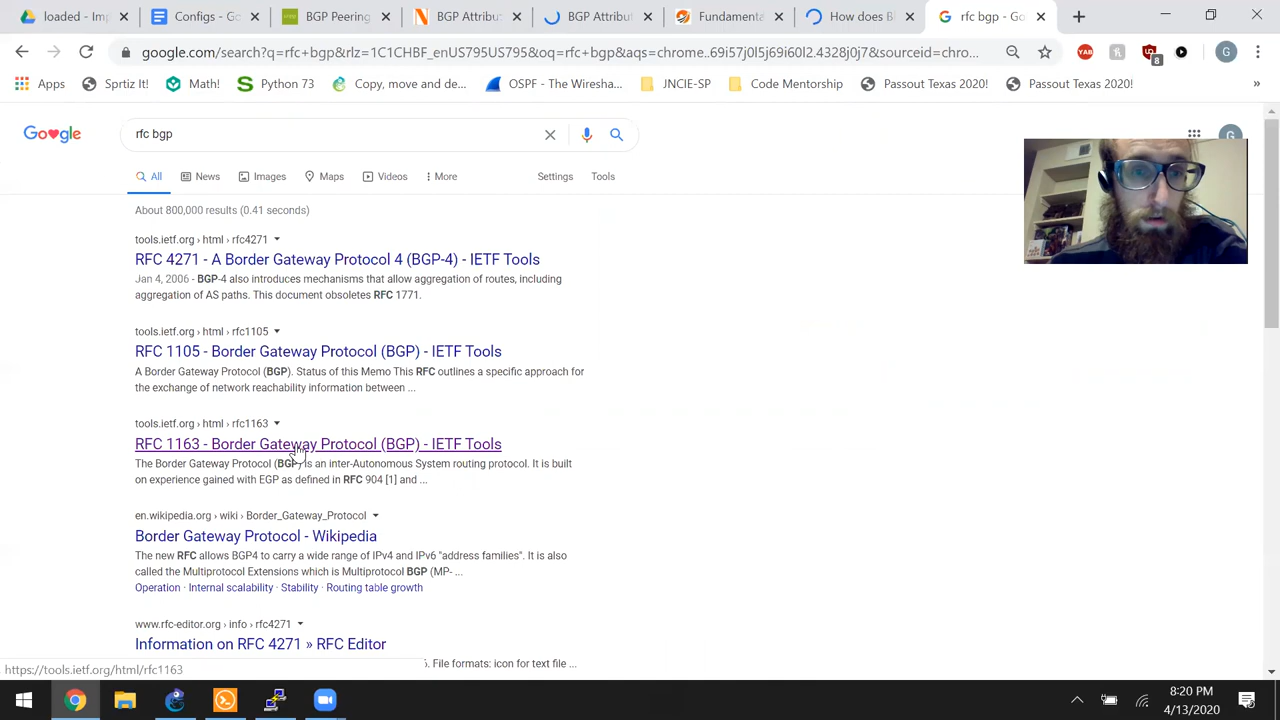 loaded - Imp
Configs - G
BGP Peering
BGP Attribu
BGP Attribut
Fundamenta
How does B
rfc bgp - Go
google.com/search?q=rfc+bgp&rlz=1C1CHBF_enUS795US795&oq=rfc+bgp&aqs=chrome..69i57j0l5j69i60l2.4328j0j7&sourceid=chro...
YAB
8
G
Apps
Sprtiz It!
Math!
Python 73
Copy, move and de...
OSPF - The Wiresha...
JNCIE-SP
Code Mentorship
Passout Texas 2020!
Passout Texas 2020!
»
rfc bgp
G
All
News
Images
Maps
Videos
More
Settings
Tools
About 800,000 results (0.41 seconds)
tools.ietf.org › html › rfc4271
RFC 4271 - A Border Gateway Protocol 4 (BGP-4) - IETF Tools
Jan 4, 2006 - BGP-4 also introduces mechanisms that allow aggregation of routes, including
aggregation of AS paths. This document obsoletes RFC 1771.
tools.ietf.org › html › rfc1105
RFC 1105 - Border Gateway Protocol (BGP) - IETF Tools
A Border Gateway Protocol (BGP). Status of this Memo This RFC outlines a specific approach for
the exchange of network reachability information between ...
tools.ietf.org › html › rfc1163
RFC 1163 - Border Gateway Protocol (BGP) - IETF Tools
The Border Gateway Protocol (BGP) is an inter-Autonomous System routing protocol. It is built
on experience gained with EGP as defined in RFC 904 [1] and ...
en.wikipedia.org › wiki › Border_Gateway_Protocol
Border Gateway Protocol - Wikipedia
The new RFC allows BGP4 to carry a wide range of IPv4 and IPv6 "address families". It is also
called the Multiprotocol Extensions which is Multiprotocol BGP (MP- ...
Operation · Internal scalability · Stability · Routing table growth
www.rfc-editor.org › info › rfc4271
Information on RFC 4271 » RFC Editor
6. File formats: icon for text file ...
https://tools.ietf.org/html/rfc1163
8:20 PM
4/13/2020